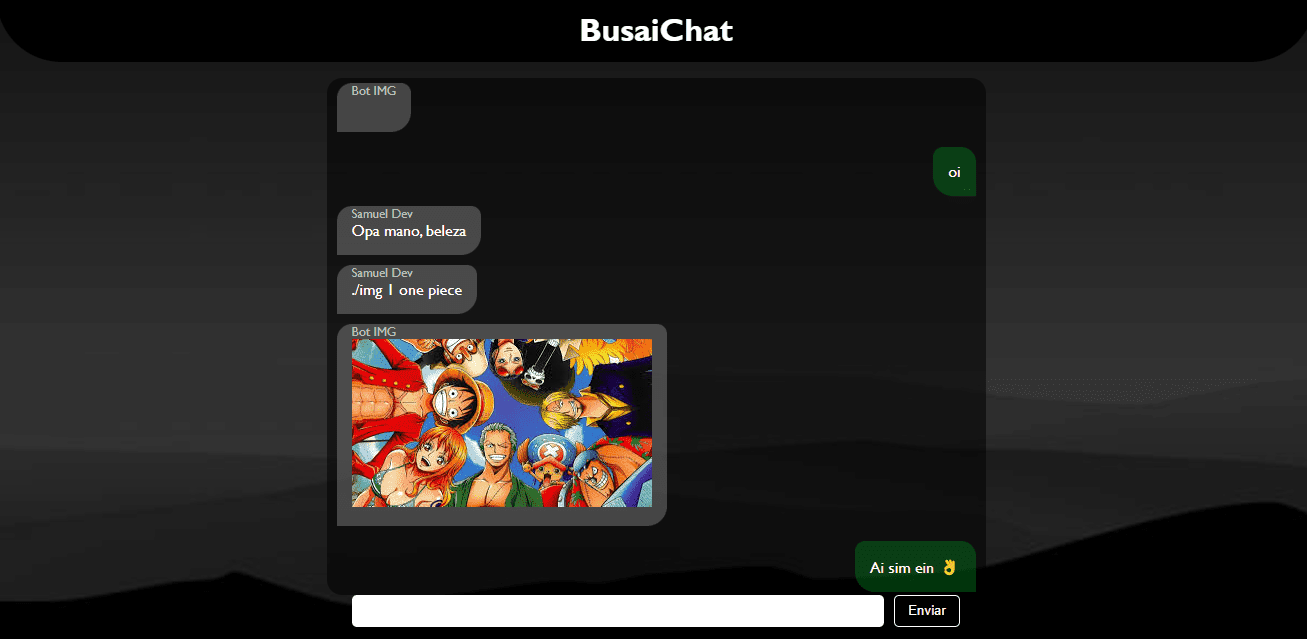 BusaiChat
Bot IMG
oi
Samuel Dev
Opa mano, beleza
Samuel Dev
./img 1 one piece
Bot IMG
Ai sim ein 👌
Enviar